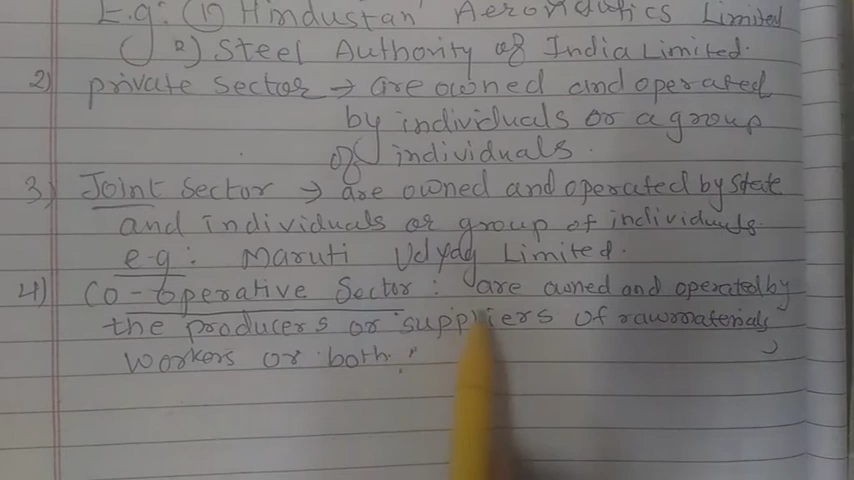 E.g: 1) Hindustan Aeronautics Limited
2) Steel Authority of India Limited.
2) private Sector → are owned and operated
by individuals or a group
of individuals.
3) Joint Sector → are owned and operated by state
and individuals or group of individuals.
e.g: Maruti Udyog Limited.
4) Co-operative Sector: are owned and operated by
the producers or suppliers of raw materials,
workers or both.